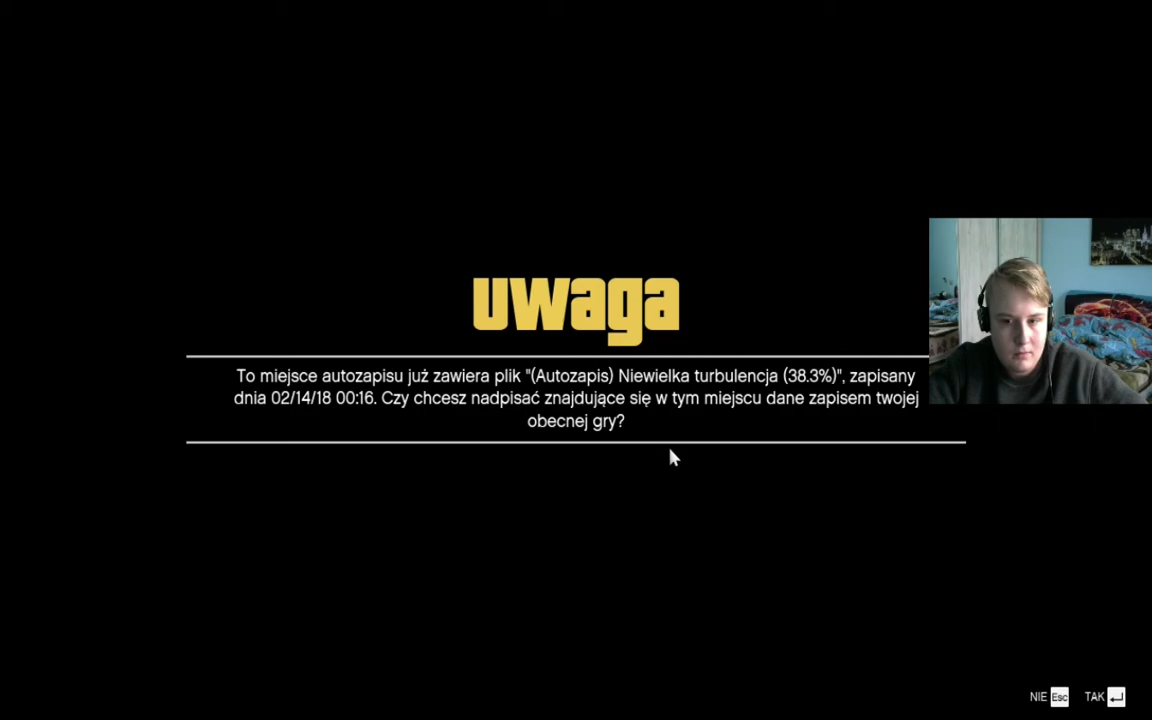 uwaga
To miejsce autozapisu już zawiera plik "(Autozapis) Niewielka turbulencja (38.3%)", zapisany
dnia 02/14/18 00:16. Czy chcesz nadpisać znajdujące się w tym miejscu dane zapisem twojej
obecnej gry?
NIE Esc TAK